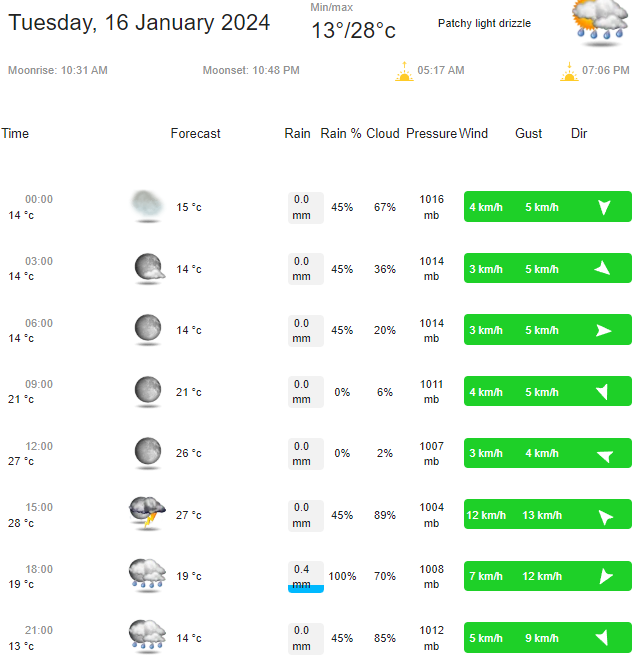 Tuesday, 16 January 2024
Min/max
13°/28°c
Patchy light drizzle
Moonrise: 10:31 AM
Moonset: 10:48 PM
05:17 AM
07:06 PM
Time Forecast Rain Rain % Cloud Pressure Wind Gust Dir
00:00
14 °c
15 °c
0.0
mm
45%
67%
1016
mb
4 km/h
5 km/h
03:00
14 °c
14 °c
0.0
mm
45%
36%
1014
mb
3 km/h
5 km/h
06:00
14 °c
14 °c
0.0
mm
45%
20%
1014
mb
3 km/h
5 km/h
09:00
21 °c
21 °c
0.0
mm
0%
6%
1011
mb
4 km/h
5 km/h
12:00
27 °c
26 °c
0.0
mm
0%
2%
1007
mb
3 km/h
4 km/h
15:00
28 °c
27 °c
0.0
mm
45%
89%
1004
mb
12 km/h
13 km/h
18:00
19 °c
19 °c
0.4
mm
100%
70%
1008
mb
7 km/h
12 km/h
21:00
13 °c
14 °c
0.0
mm
45%
85%
1012
mb
5 km/h
9 km/h